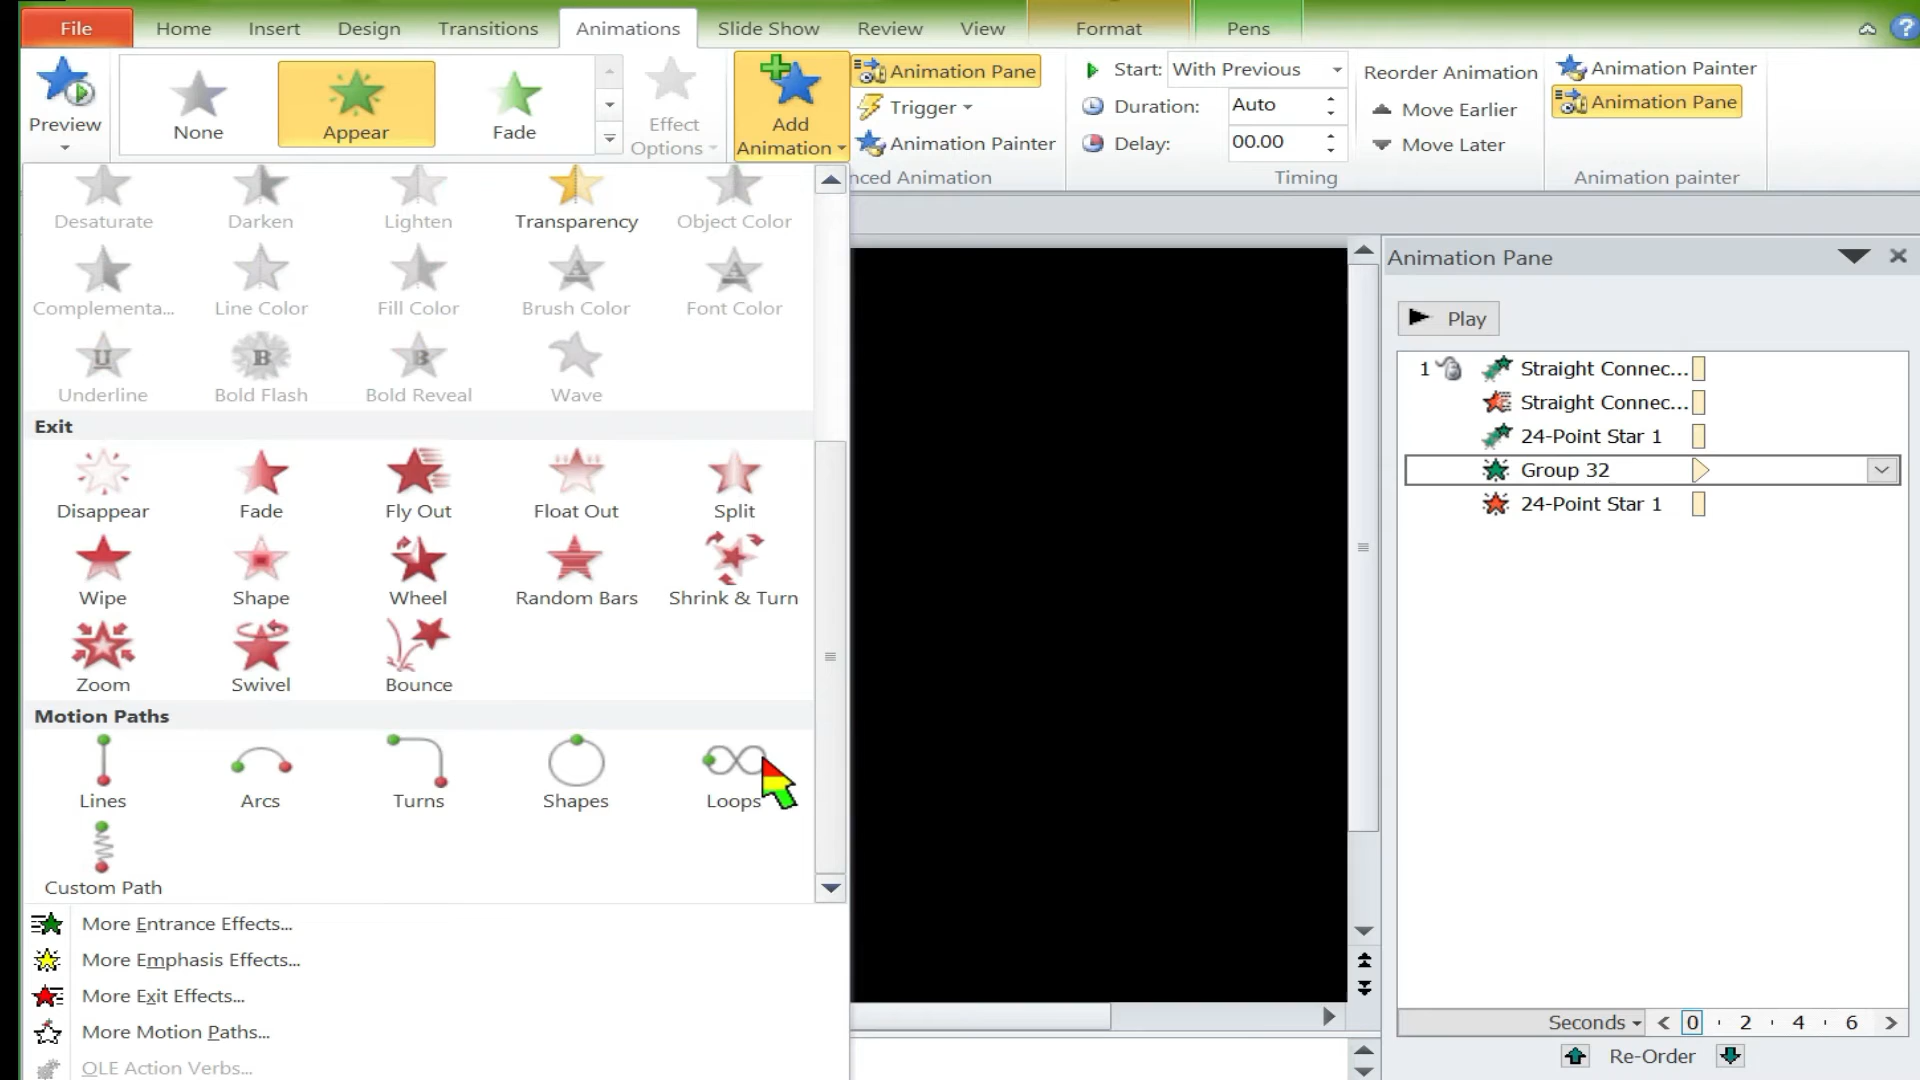 File Home Insert Design Transitions Animations Slide Show Review View Format Pens ?
Preview
None
Appear
Fade
Effect
Options
Add
Animation
Animation Pane
Trigger
Animation Painter
nced Animation
Start: With Previous
Duration: Auto
Delay: 00.00
Timing
Reorder Animation
Move Earlier
Move Later
Animation Painter
Animation Pane
Animation painter
Desaturate Darken Lighten Transparency Object Color
Complementa... Line Color Fill Color Brush Color Font Color
Underline Bold Flash Bold Reveal Wave
Exit
Disappear Fade Fly Out Float Out Split
Wipe Shape Wheel Random Bars Shrink & Turn
Zoom Swivel Bounce
Motion Paths
Lines Arcs Turns Shapes Loops
Custom Path
More Entrance Effects...
More Emphasis Effects...
More Exit Effects...
More Motion Paths...
OLE Action Verbs...
Animation Pane
Play
1 Straight Connec...
Straight Connec...
24-Point Star 1
Group 32
24-Point Star 1
Seconds 0 2 4 6
Re-Order